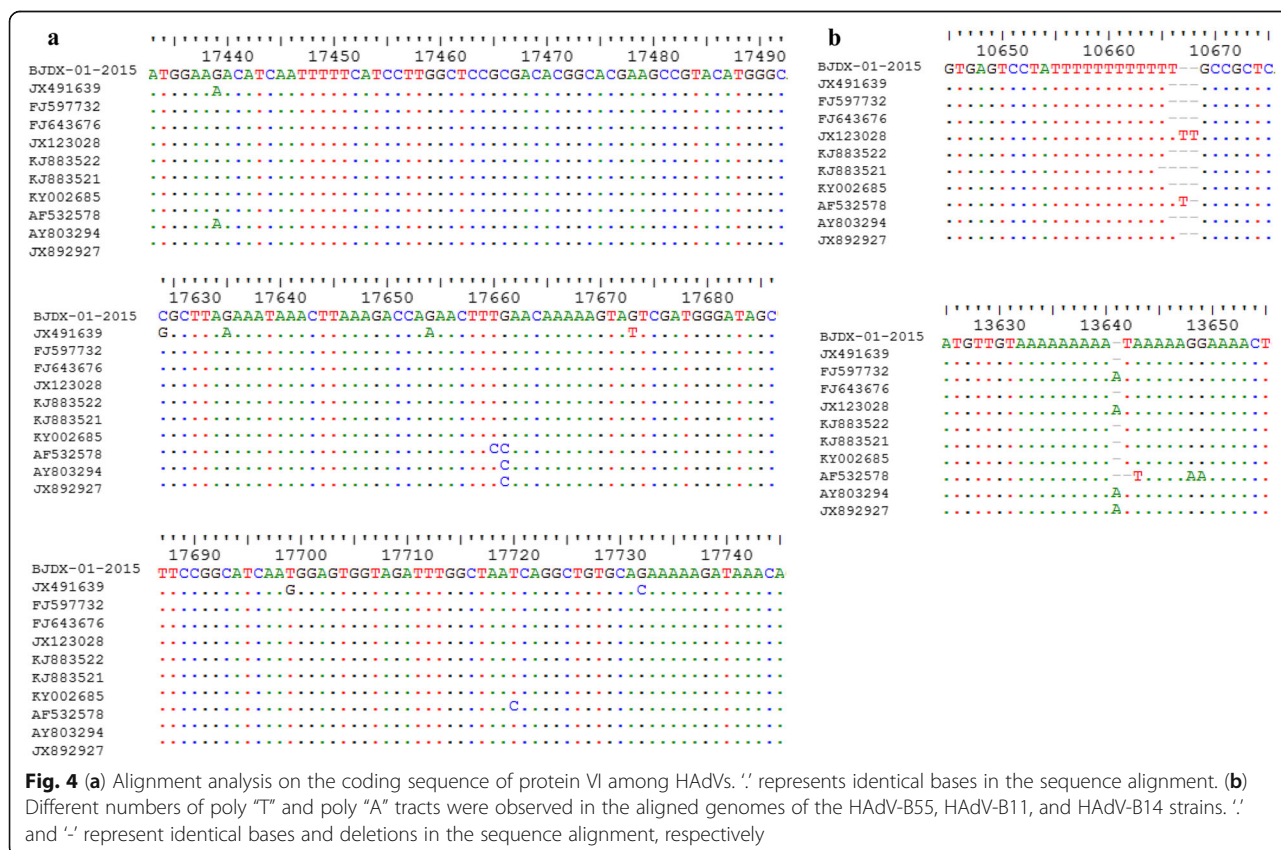 a
17440 17450 17460 17470 17480 17490
BJDX-01-2015 ATGGAAGACATCAATTTTTCATCCTTGGCTCCGCGACACGGCACGAAGCCGTACATGGGC
JX491639 A
FJ597732
FJ643676
JX123028
KJ883522
KJ883521
KY002685
AF532578
AY803294 A
JX892927
17630 17640 17650 17660 17670 17680
BJDX-01-2015 CGCTTAGAAATAAACTTAAAGACCAGAACTTTGAACAAAAAGTAGTCGATGGGATAGC
JX491639 G A A T
FJ597732
FJ643676
JX123028
KJ883522
KJ883521
KY002685
AF532578 CC
AY803294 C
JX892927 C
17690 17700 17710 17720 17730 17740
BJDX-01-2015 TTCCGGCATCAATGGAGTGGTAGATTTGGCTAATCAGGCTGTGCAGAAAAAGATAAACA
JX491639 G C
FJ597732
FJ643676
JX123028
KJ883522
KJ883521
KY002685
AF532578 C
AY803294
JX892927
b
10650 10660 10670
BJDX-01-2015 GTGAGTCCTATTTTTTTTTTTT--GCCGCTC
JX491639 ---
FJ597732 --
FJ643676 ---
JX123028 TT
KJ883522 ---
KJ883521 ----
KY002685 ---
AF532578 T-
AY803294 ---
JX892927 --
13630 13640 13650
BJDX-01-2015 ATGTTGTAAAAAAAAA-TAAAAAGGAAAACT
JX491639 -
FJ597732 A
FJ643676 -
JX123028 A
KJ883522 -
KJ883521 -
KY002685 -
AF532578 --T AA
AY803294 A
JX892927 A
Fig. 4 (a) Alignment analysis on the coding sequence of protein VI among HAdVs. ‘.’ represents identical bases in the sequence alignment. (b)
Different numbers of poly “T” and poly “A” tracts were observed in the aligned genomes of the HAdV-B55, HAdV-B11, and HAdV-B14 strains. ‘.’
and ‘-’ represent identical bases and deletions in the sequence alignment, respectively